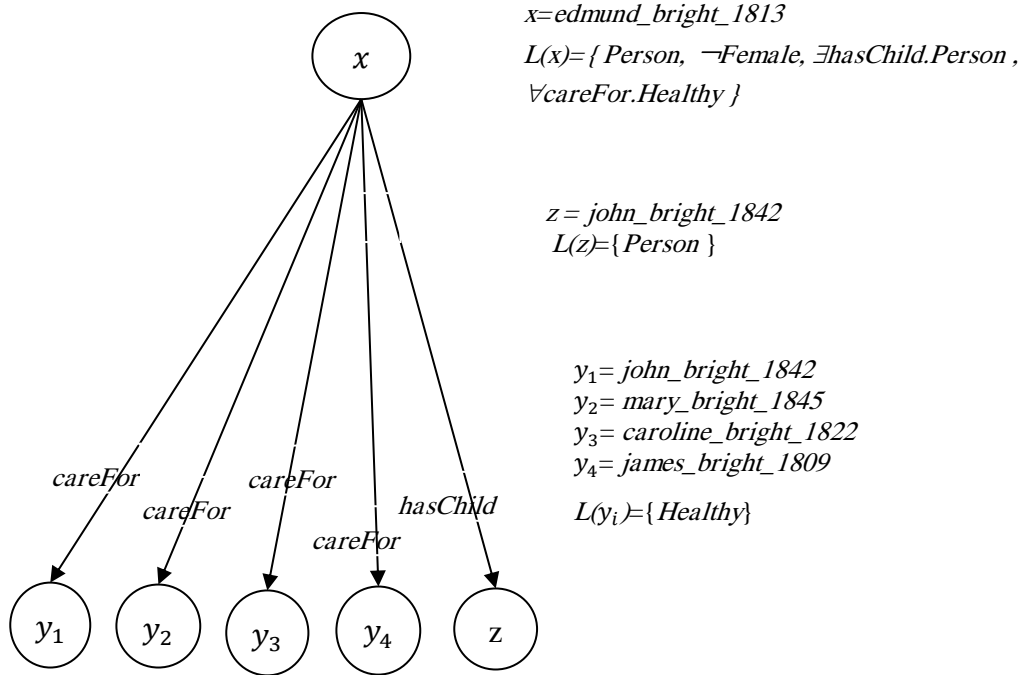 x=edmund_bright_1813
L(x)={ Person, ¬Female, ∃hasChild.Person ,
∀careFor.Healthy }
x
z = john_bright_1842
L(z)={Person }
y₁= john_bright_1842
y₂= mary_bright_1845
y₃= caroline_bright_1822
y₄= james_bright_1809
L(yᵢ)={Healthy}
careFor
careFor
careFor
careFor
hasChild
y₁
y₂
y₃
y₄
z